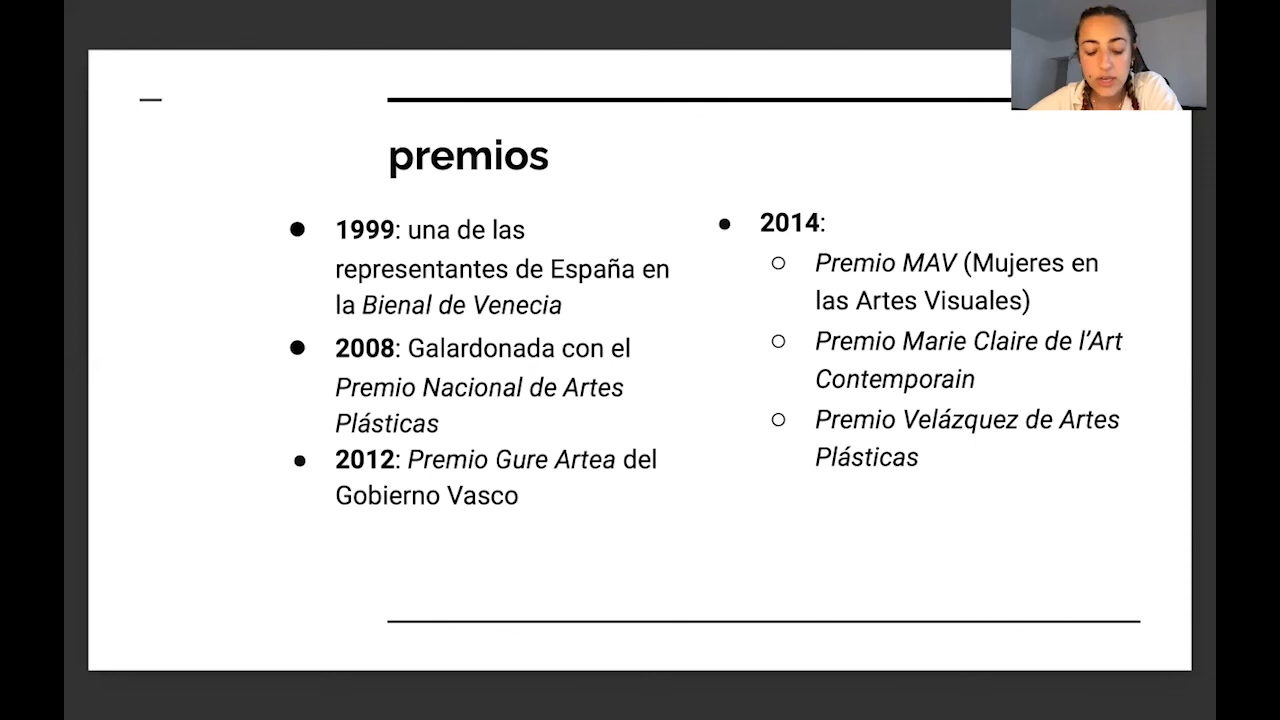 premios
1999: una de las
representantes de España en
la Bienal de Venecia
2008: Galardonada con el
Premio Nacional de Artes
Plásticas
2012: Premio Gure Artea del
Gobierno Vasco
2014:
Premio MAV (Mujeres en
las Artes Visuales)
Premio Marie Claire de l’Art
Contemporain
Premio Velázquez de Artes
Plásticas